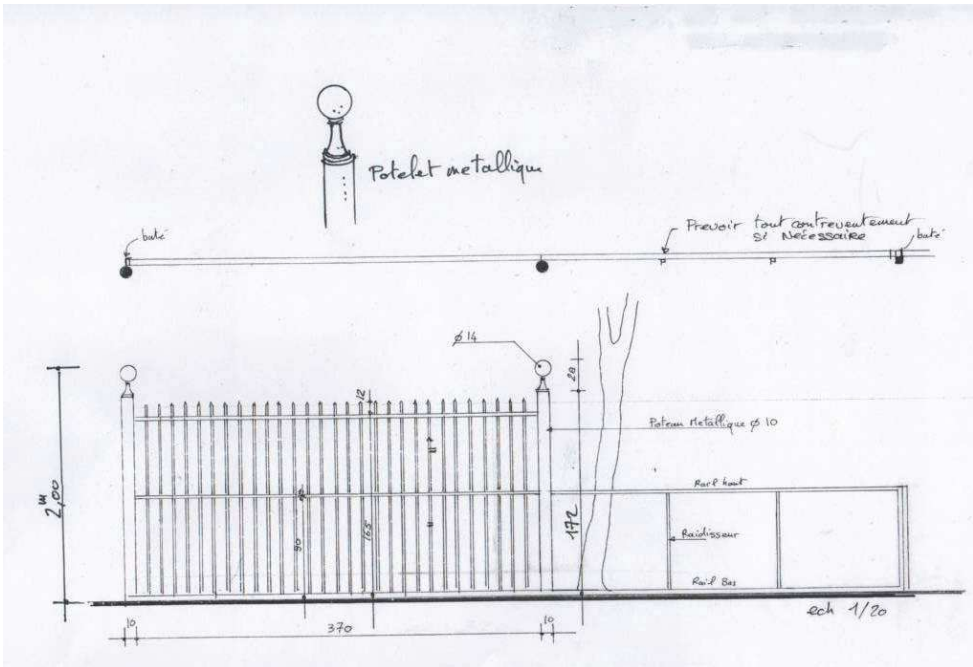 Potelet metallique
baté
Prevoir tout contreventement
si Nécessaire
baté
ø 14
20
12
Poteau Metallique ø 10
2,00 m
Rail haut
90
165
172
Raidisseur
Rail Bas
ech 1/20
10
370
10